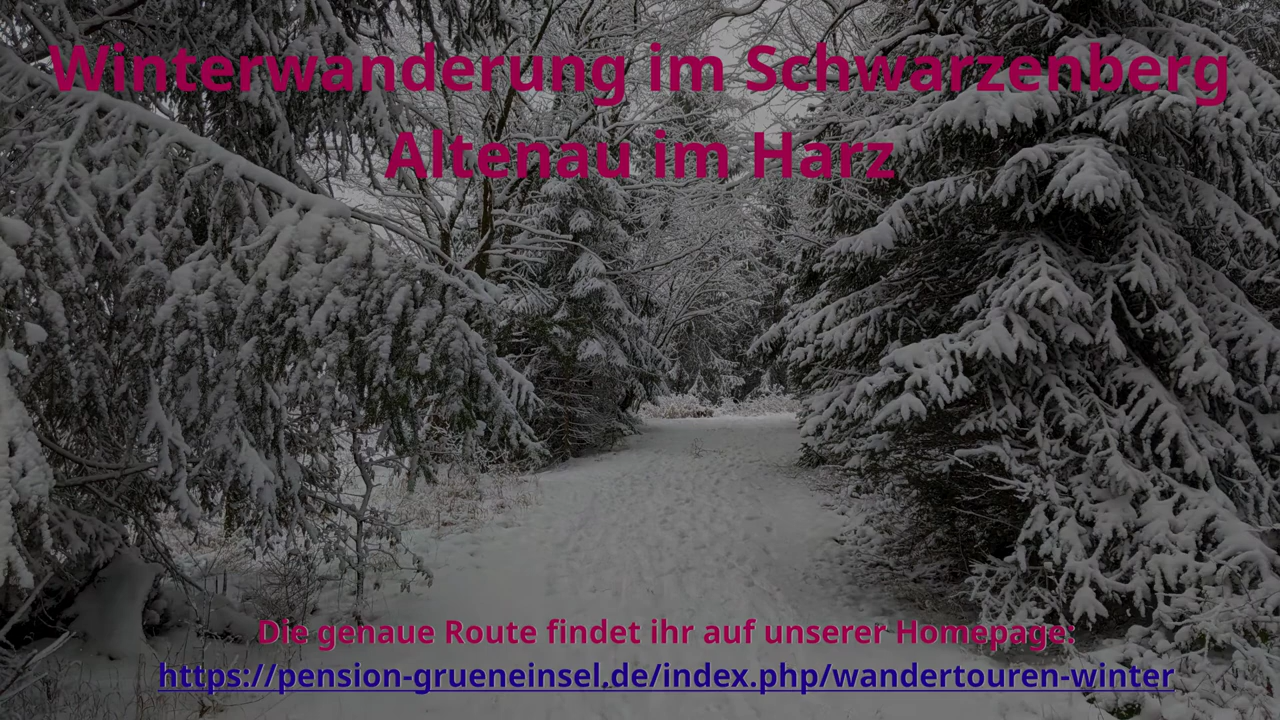 Winterwanderung im Schwarzenberg
Altenau im Harz
Die genaue Route findet ihr auf unserer Homepage:
https://pension-grueneinsel.de/index.php/wandertouren-winter